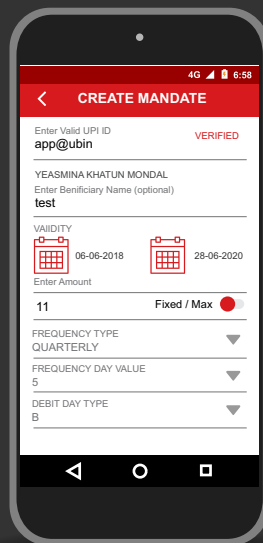 4G 6:58
CREATE MANDATE
Enter Valid UPI ID
app@ubin VERIFIED
YEASMINA KHATUN MONDAL
Enter Benificiary Name (optional)
test
VAIIDITY
06-06-2018 28-06-2020
Enter Amount
11 Fixed / Max
FREQUENCY TYPE
QUARTERLY
FREQUENCY DAY VALUE
5
DEBIT DAY TYPE
B